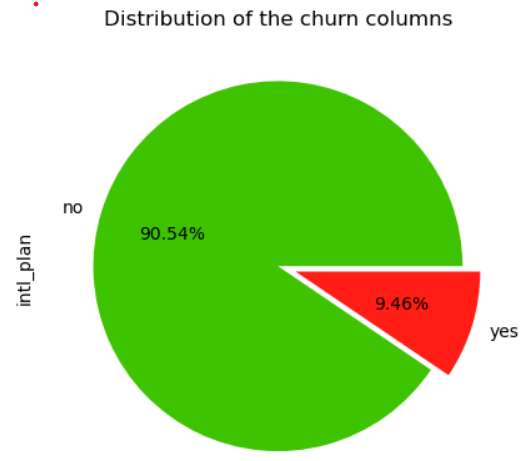 Distribution of the churn columns
no
90.54%
intl_plan
9.46%
yes